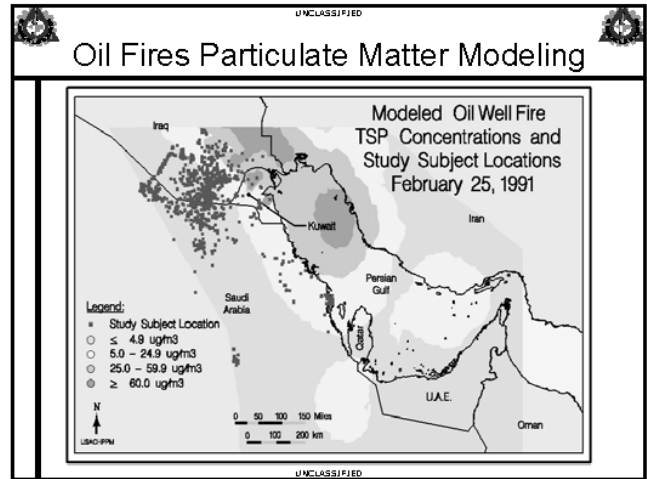 UNCLASSIFIED
Oil Fires Particulate Matter Modeling
Modeled Oil Well Fire
TSP Concentrations and
Study Subject Locations
February 25, 1991
Iraq
Iran
Kuwait
Persian
Gulf
Saudi
Arabia
Qatar
U.A.E.
Oman
Legend:
Study Subject Location
≤ 4.9 ug/m3
5.0 - 24.9 ug/m3
25.0 - 59.9 ug/m3
≥ 60.0 ug/m3
N
USACHPPM
0 50 100 150 Miles
0 100 200 km
UNCLASSIFIED